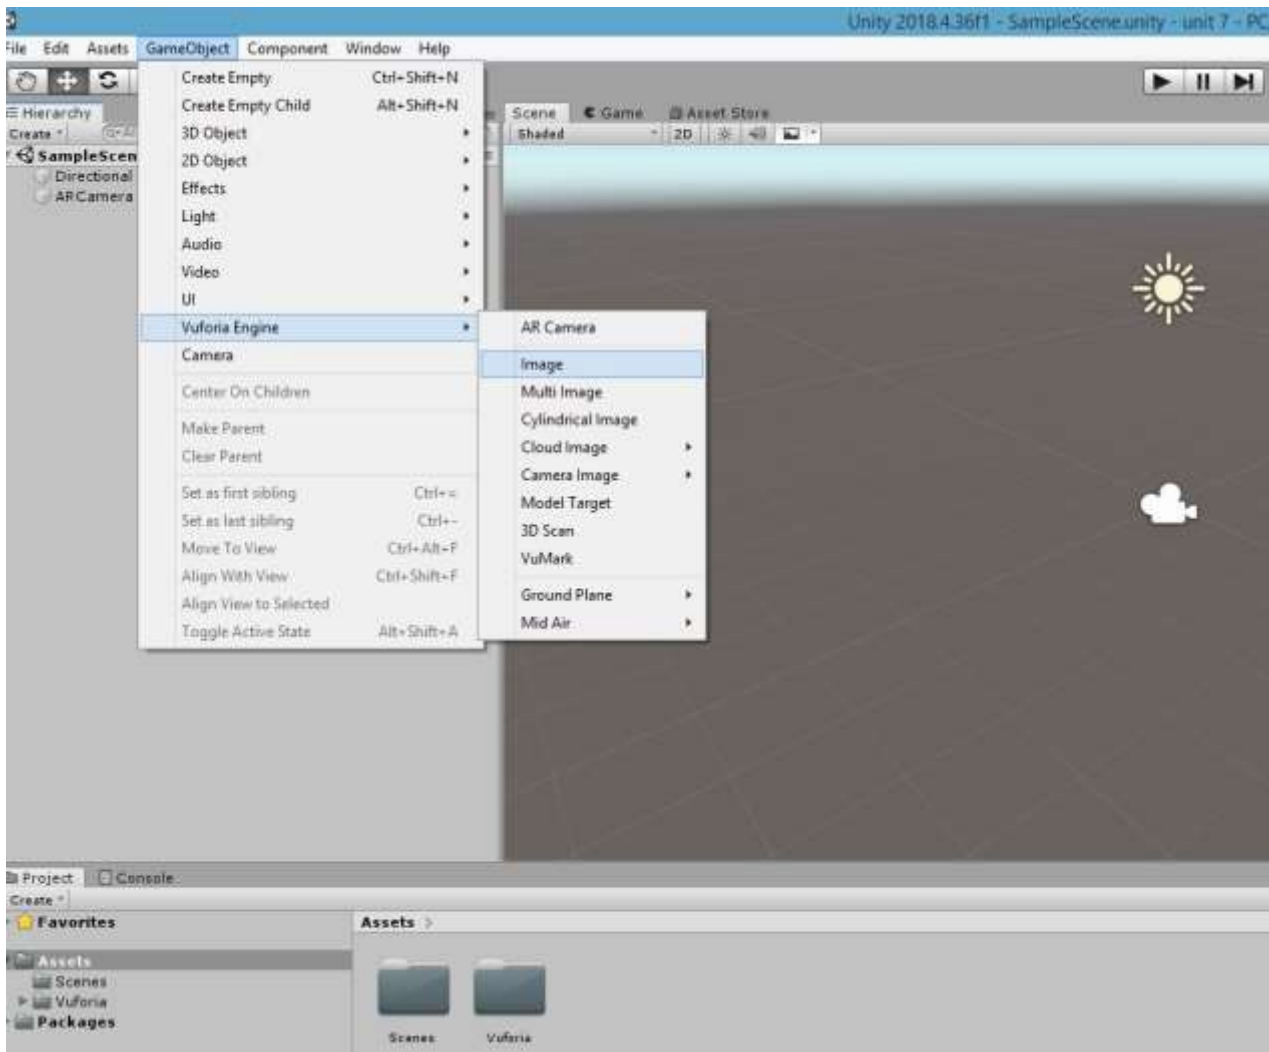 Unity 2018.4.36f1 - SampleScene.unity - unit 7 - PC
File Edit Assets GameObject Component Window Help
Create Empty Ctrl+Shift+N
Create Empty Child Alt+Shift+N
3D Object
2D Object
Effects
Light
Audio
Video
UI
Vuforia Engine
Camera
Center On Children
Make Parent
Clear Parent
Set as first sibling Ctrl+=
Set as last sibling Ctrl+-
Move To View Ctrl+Alt+F
Align With View Ctrl+Shift+F
Align View to Selected
Toggle Active State Alt+Shift+A
AR Camera
Image
Multi Image
Cylindrical Image
Cloud Image
Camera Image
Model Target
3D Scan
VuMark
Ground Plane
Mid Air
Hierarchy
Create
SampleScen
Directional
ARCamera
Scene Game Asset Store
Shaded 2D
Project Console
Create
Favorites
Assets
Scenes
Vuforia
Packages
Assets >
Scenes Vuforia